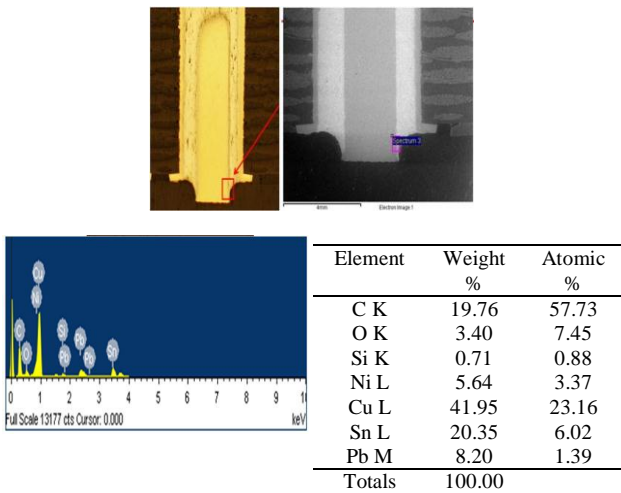 Spectrum 3
4mm
Electron Image 1
Cu
Ni
C
O
Si
Pb
Pb
Pb
Sn
0 1 2 3 4 5 6 7 8 9 1
Full Scale 13177 cts Cursor: 0.000
keV
Element Weight Atomic
% %
C K 19.76 57.73
O K 3.40 7.45
Si K 0.71 0.88
Ni L 5.64 3.37
Cu L 41.95 23.16
Sn L 20.35 6.02
Pb M 8.20 1.39
Totals 100.00